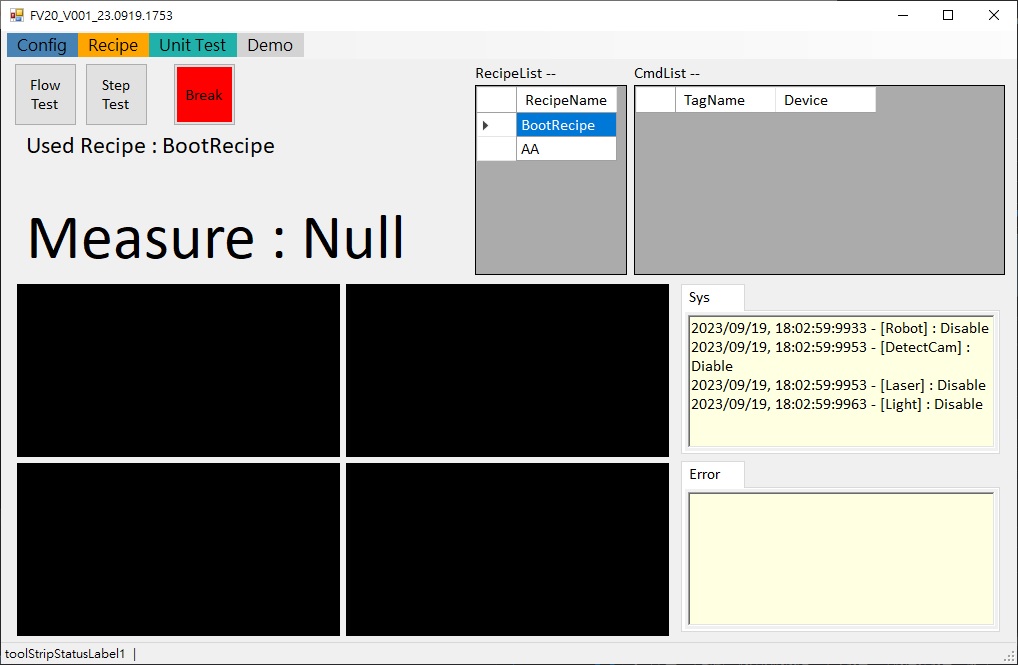 FV20_V001_23.0919.1753
Config Recipe Unit Test Demo
Flow
Test
Step
Test
Break
Used Recipe : BootRecipe
Measure : Null
RecipeList --
RecipeName
BootRecipe
AA
CmdList --
TagName Device
Sys
2023/09/19, 18:02:59:9933 - [Robot] : Disable
2023/09/19, 18:02:59:9953 - [DetectCam] :
Diable
2023/09/19, 18:02:59:9953 - [Laser] : Disable
2023/09/19, 18:02:59:9963 - [Light] : Disable
Error
toolStripStatusLabel1 |